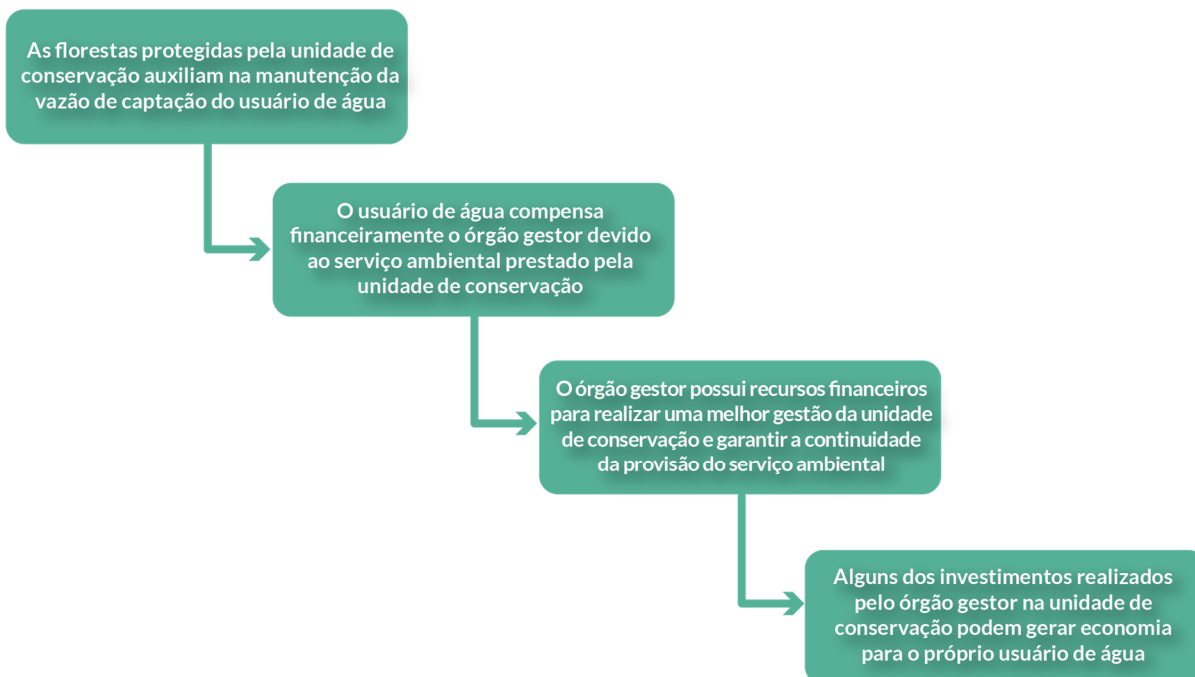 As florestas protegidas pela unidade de
conservação auxiliam na manutenção da
vazão de captação do usuário de água
O usuário de água compensa
financeiramente o órgão gestor devido
ao serviço ambiental prestado pela
unidade de conservação
O órgão gestor possui recursos financeiros
para realizar uma melhor gestão da unidade
de conservação e garantir a continuidade
da provisão do serviço ambiental
Alguns dos investimentos realizados
pelo órgão gestor na unidade de
conservação podem gerar economia
para o próprio usuário de água